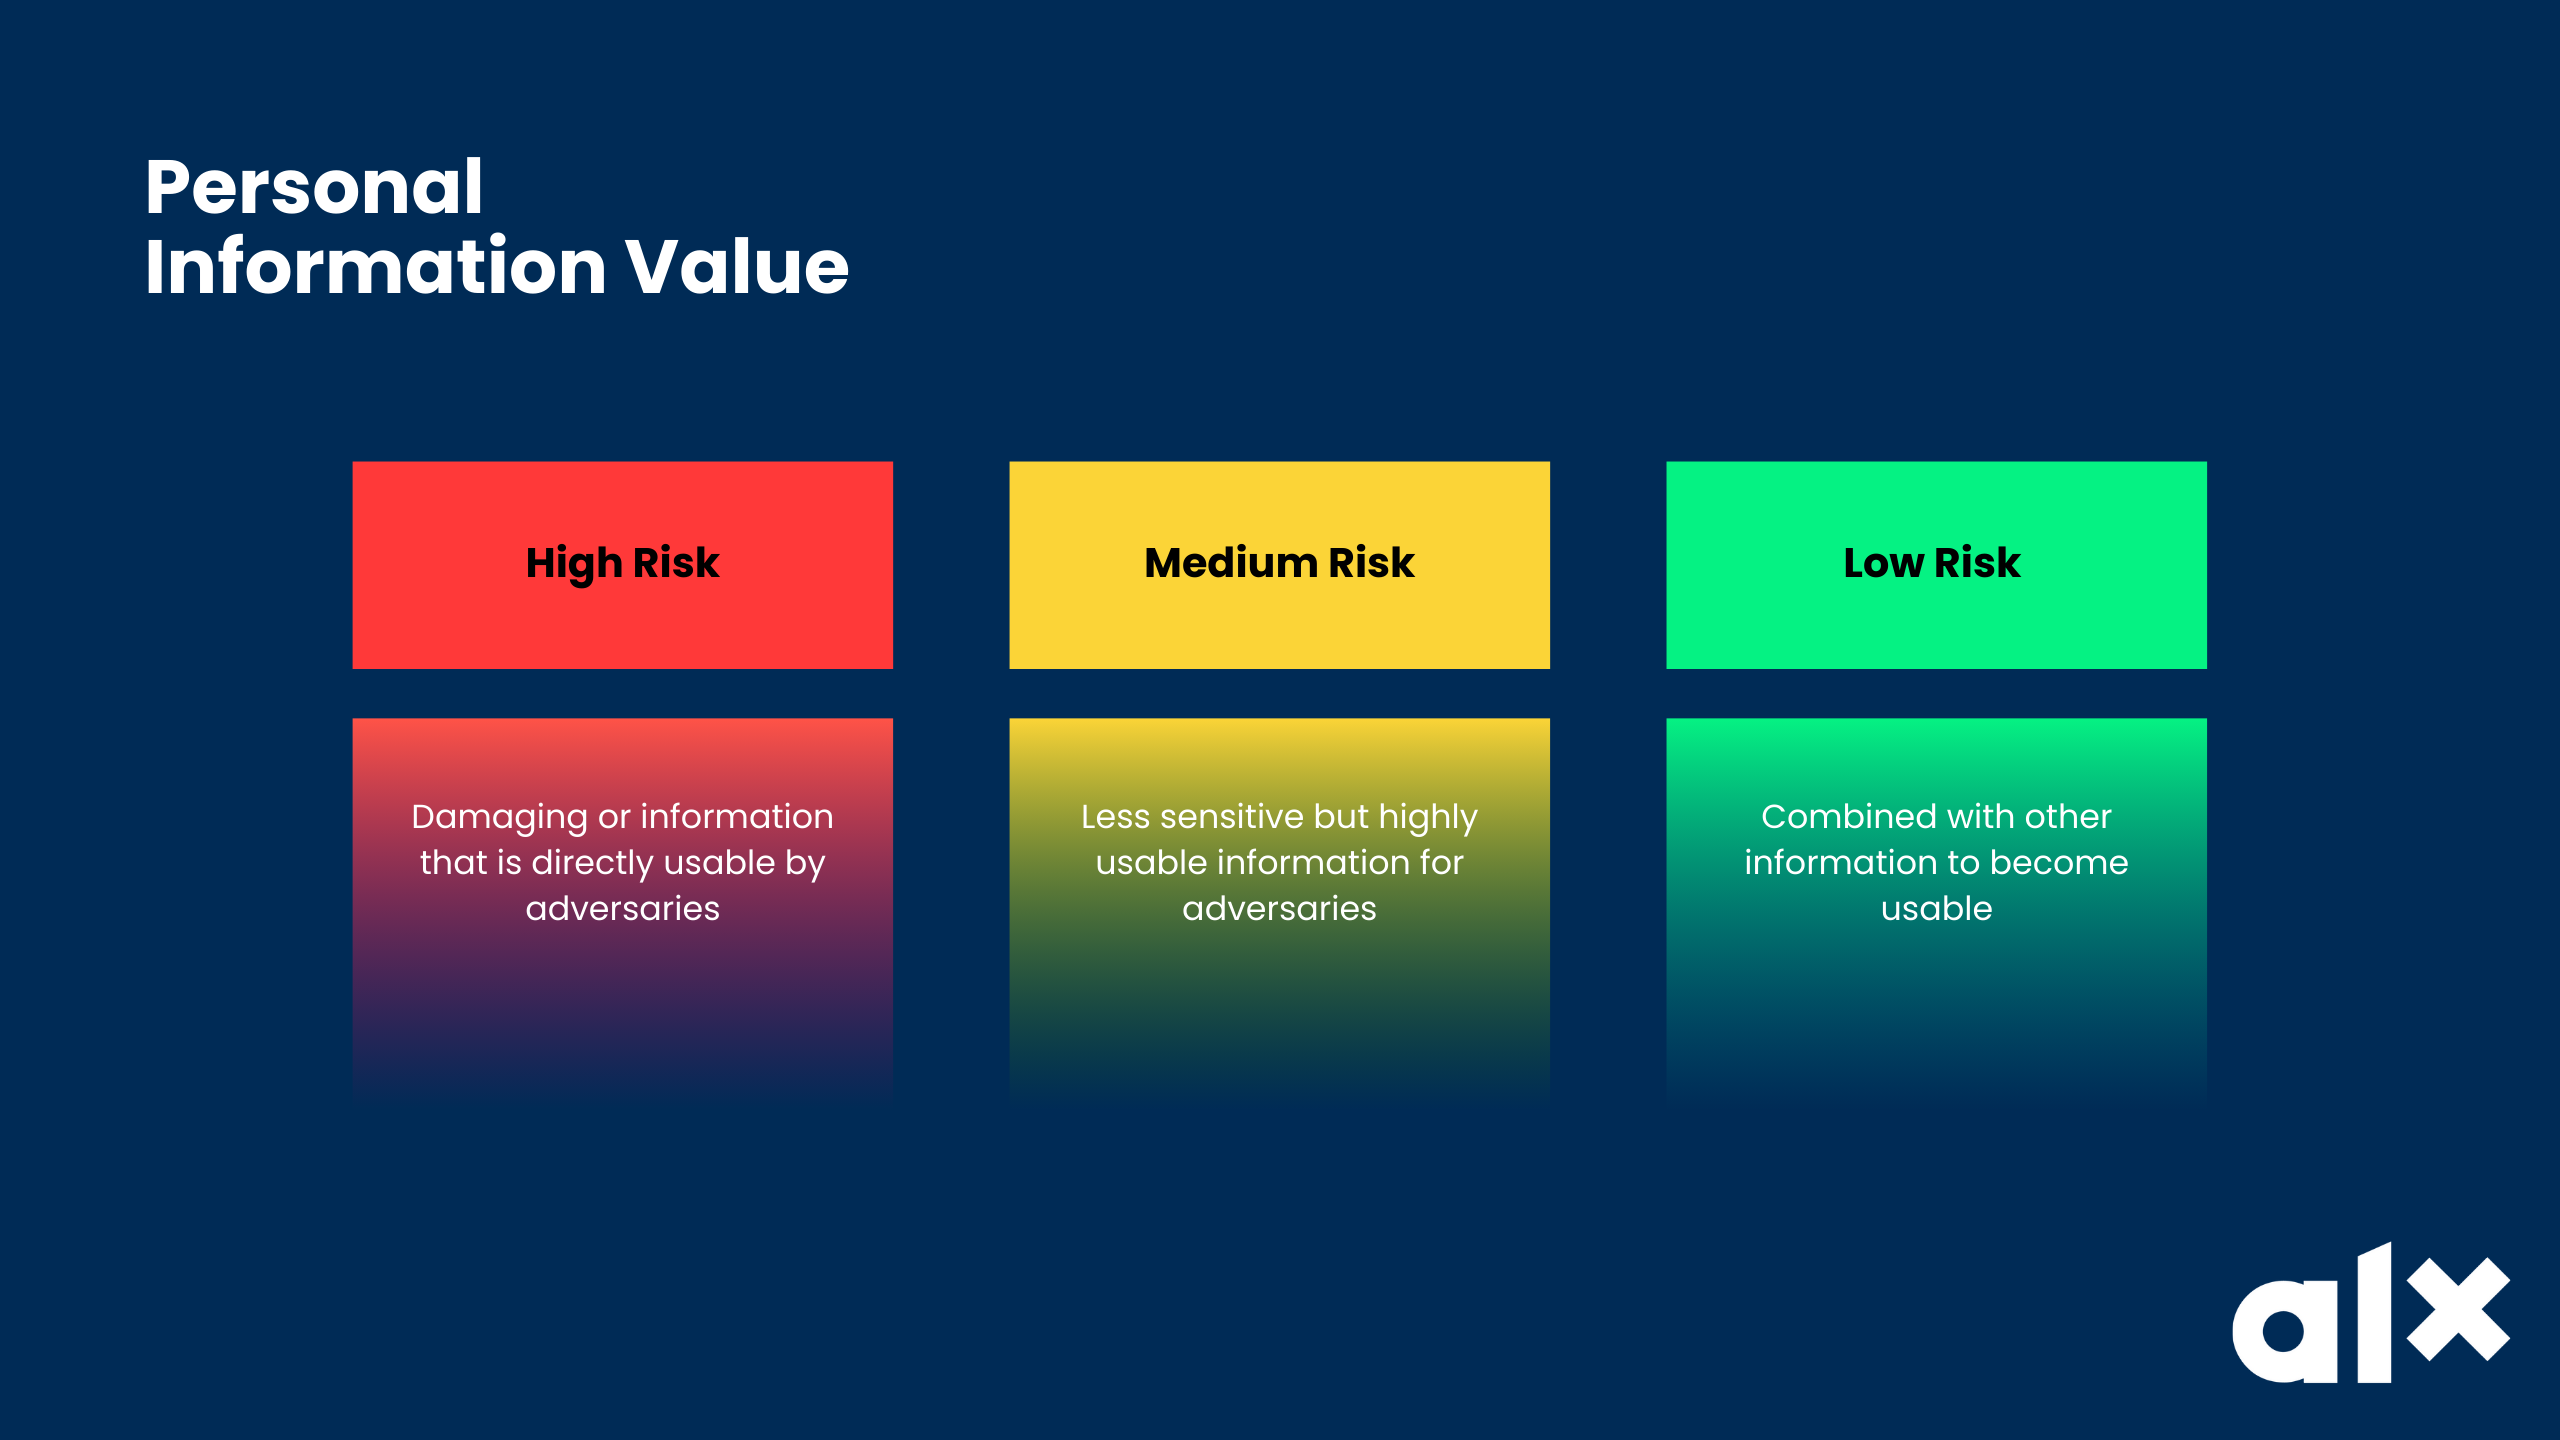 Personal
Information Value
High Risk
Medium Risk
Low Risk
Damaging or information
that is directly usable by
adversaries
Less sensitive but highly
usable information for
adversaries
Combined with other
information to become
usable
alx